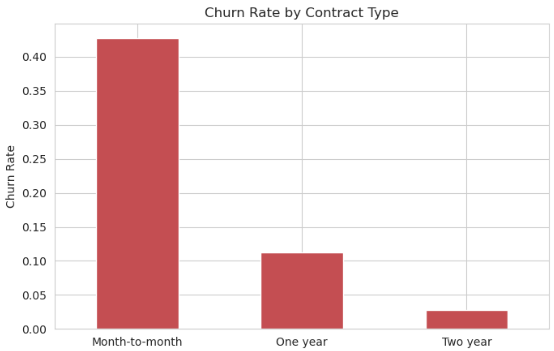 Churn Rate by Contract Type
Churn Rate
0.40
0.35
0.30
0.25
0.20
0.15
0.10
0.05
0.00
Month-to-month
One year
Two year